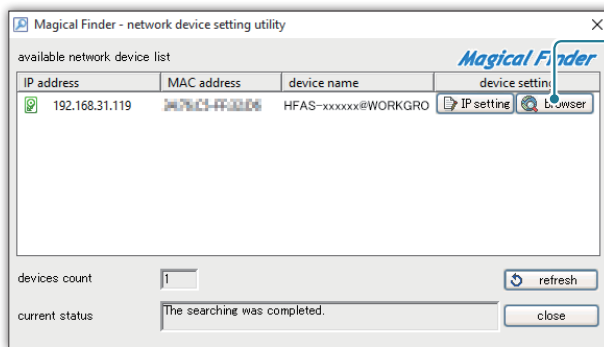 Magical Finder - network device setting utility
available network device list
Magical Finder
IP address MAC address device name device setting
192.168.31.119 HFAS-xxxxxx@WORKGRO IP setting browser
devices count 1 refresh
current status The searching was completed. close